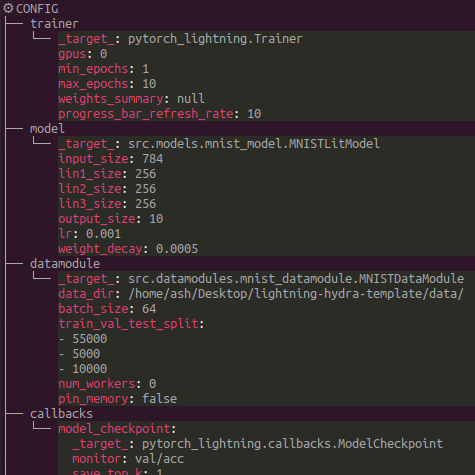 CONFIG
trainer
_target_: pytorch_lightning.Trainer
gpus: 0
min_epochs: 1
max_epochs: 10
weights_summary: null
progress_bar_refresh_rate: 10
model
_target_: src.models.mnist_model.MNISTLitModel
input_size: 784
lin1_size: 256
lin2_size: 256
lin3_size: 256
output_size: 10
lr: 0.001
weight_decay: 0.0005
datamodule
_target_: src.datamodules.mnist_datamodule.MNISTDataModule
data_dir: /home/ash/Desktop/lightning-hydra-template/data/
batch_size: 64
train_val_test_split:
- 55000
- 5000
- 10000
num_workers: 0
pin_memory: false
callbacks
model_checkpoint:
_target_: pytorch_lightning.callbacks.ModelCheckpoint
monitor: val/acc
save_top_k: 1